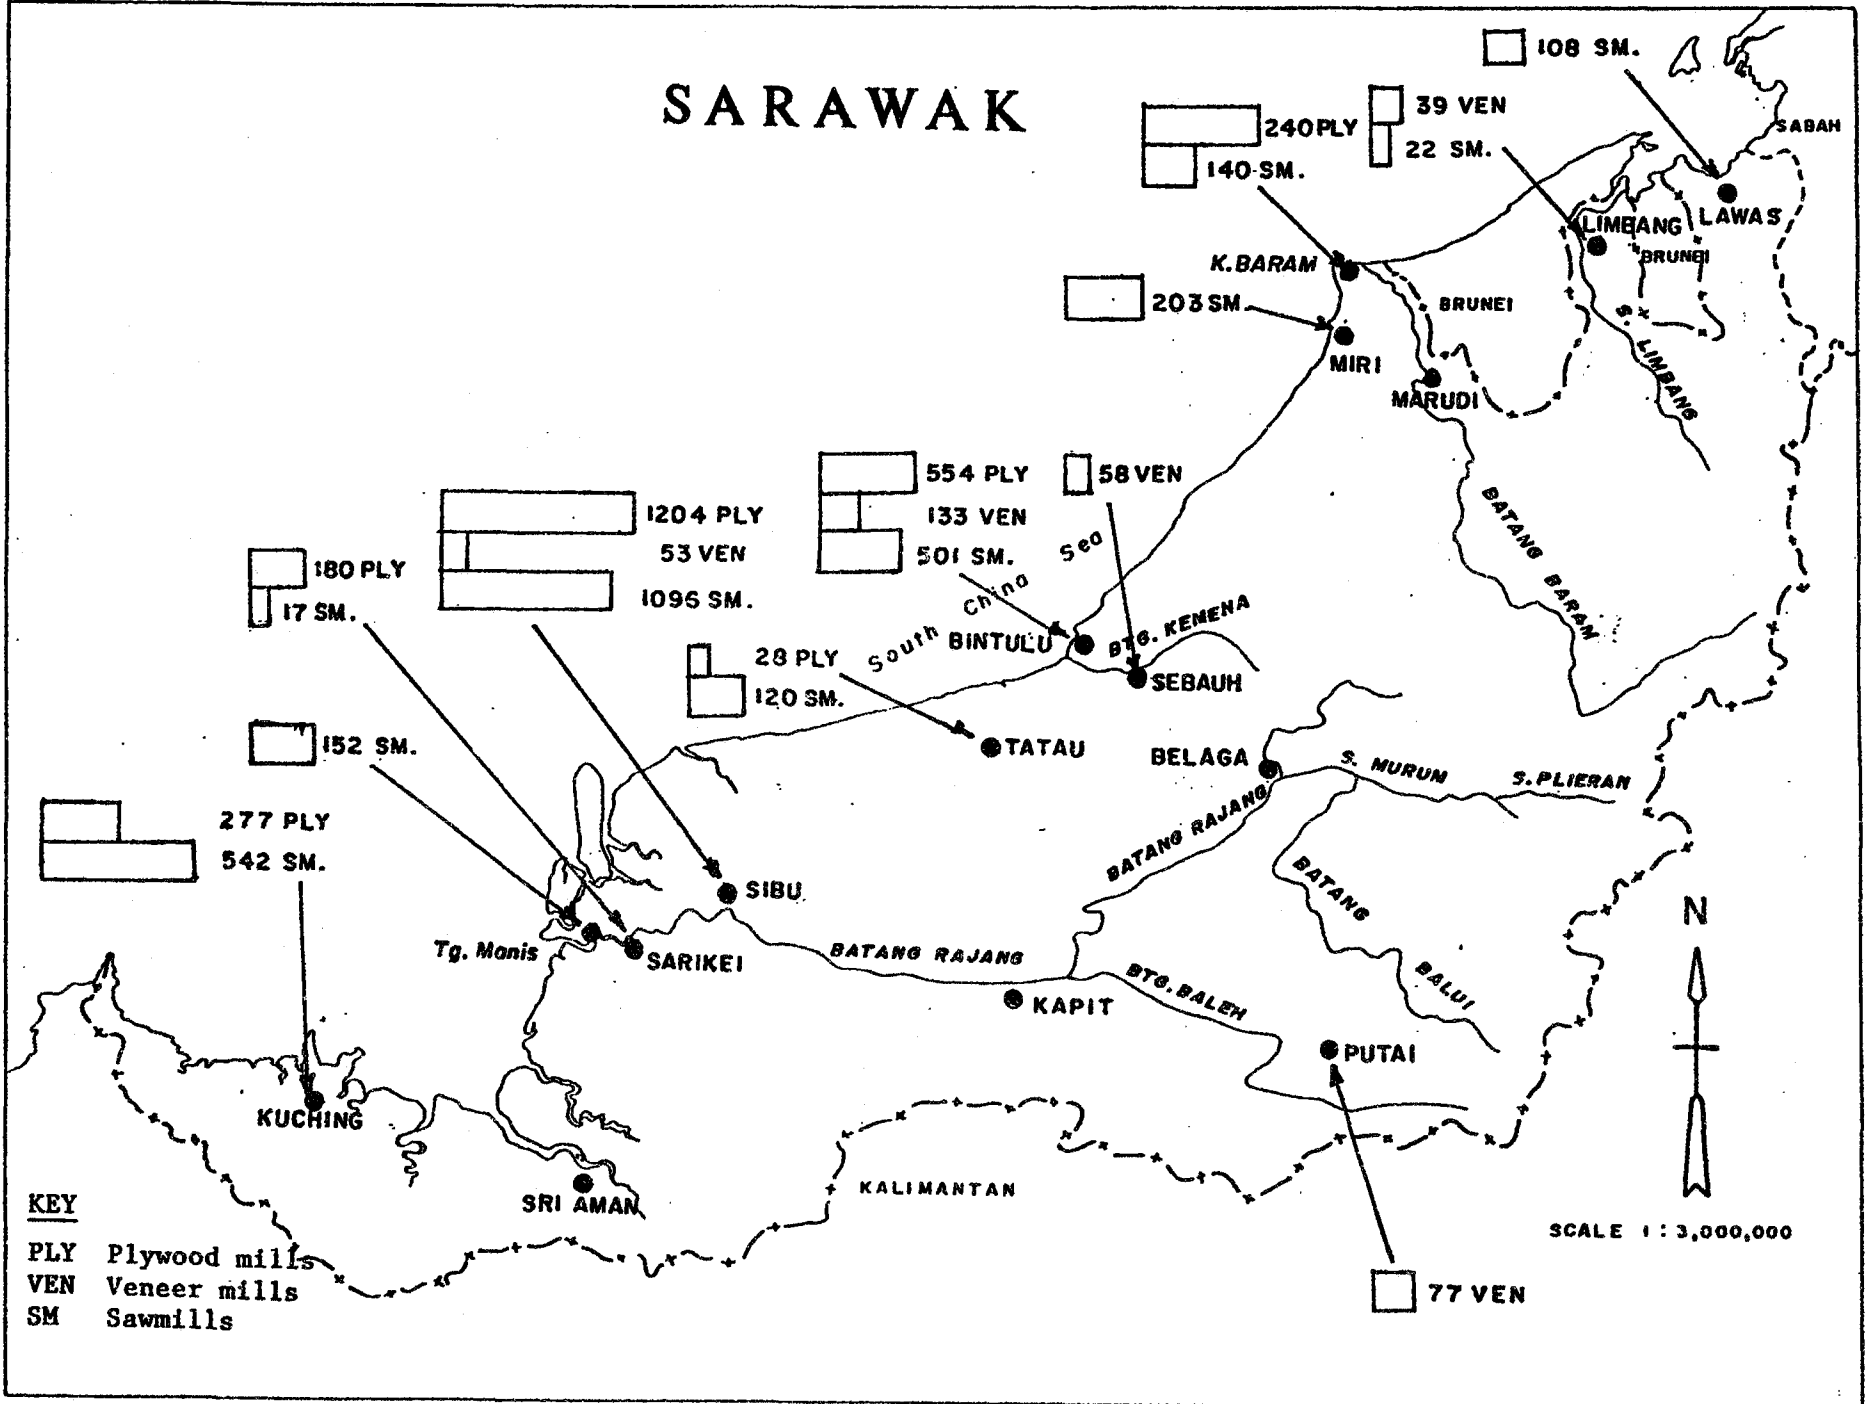 SARAWAK
108 SM.
39 VEN
22 SM.
240 PLY
140 SM.
SABAH
LAWAS
LIMBANG
BRUNEI
K.BARAM
203 SM.
BRUNEI
MIRI
MARUDI
S. LIMBANG
554 PLY
133 VEN
501 SM.
58 VEN
1204 PLY
53 VEN
1096 SM.
180 PLY
17 SM.
BATANG BARAM
South China Sea
BINTULU
BTG. KEMENA
SEBAUH
28 PLY
120 SM.
TATAU
152 SM.
BELAGA
S. MURUM
S.PLIERAN
277 PLY
542 SM.
BATANG RAJANG
SIBU
BATANG BALUI
N
Tg. Manis
SARIKEI
BATANG RAJANG
BTG. BALEH
KAPIT
PUTAI
KUCHING
SRI AMAN
KALIMANTAN
SCALE 1 : 3,000,000
77 VEN
KEY
PLY Plywood mills
VEN Veneer mills
SM Sawmills